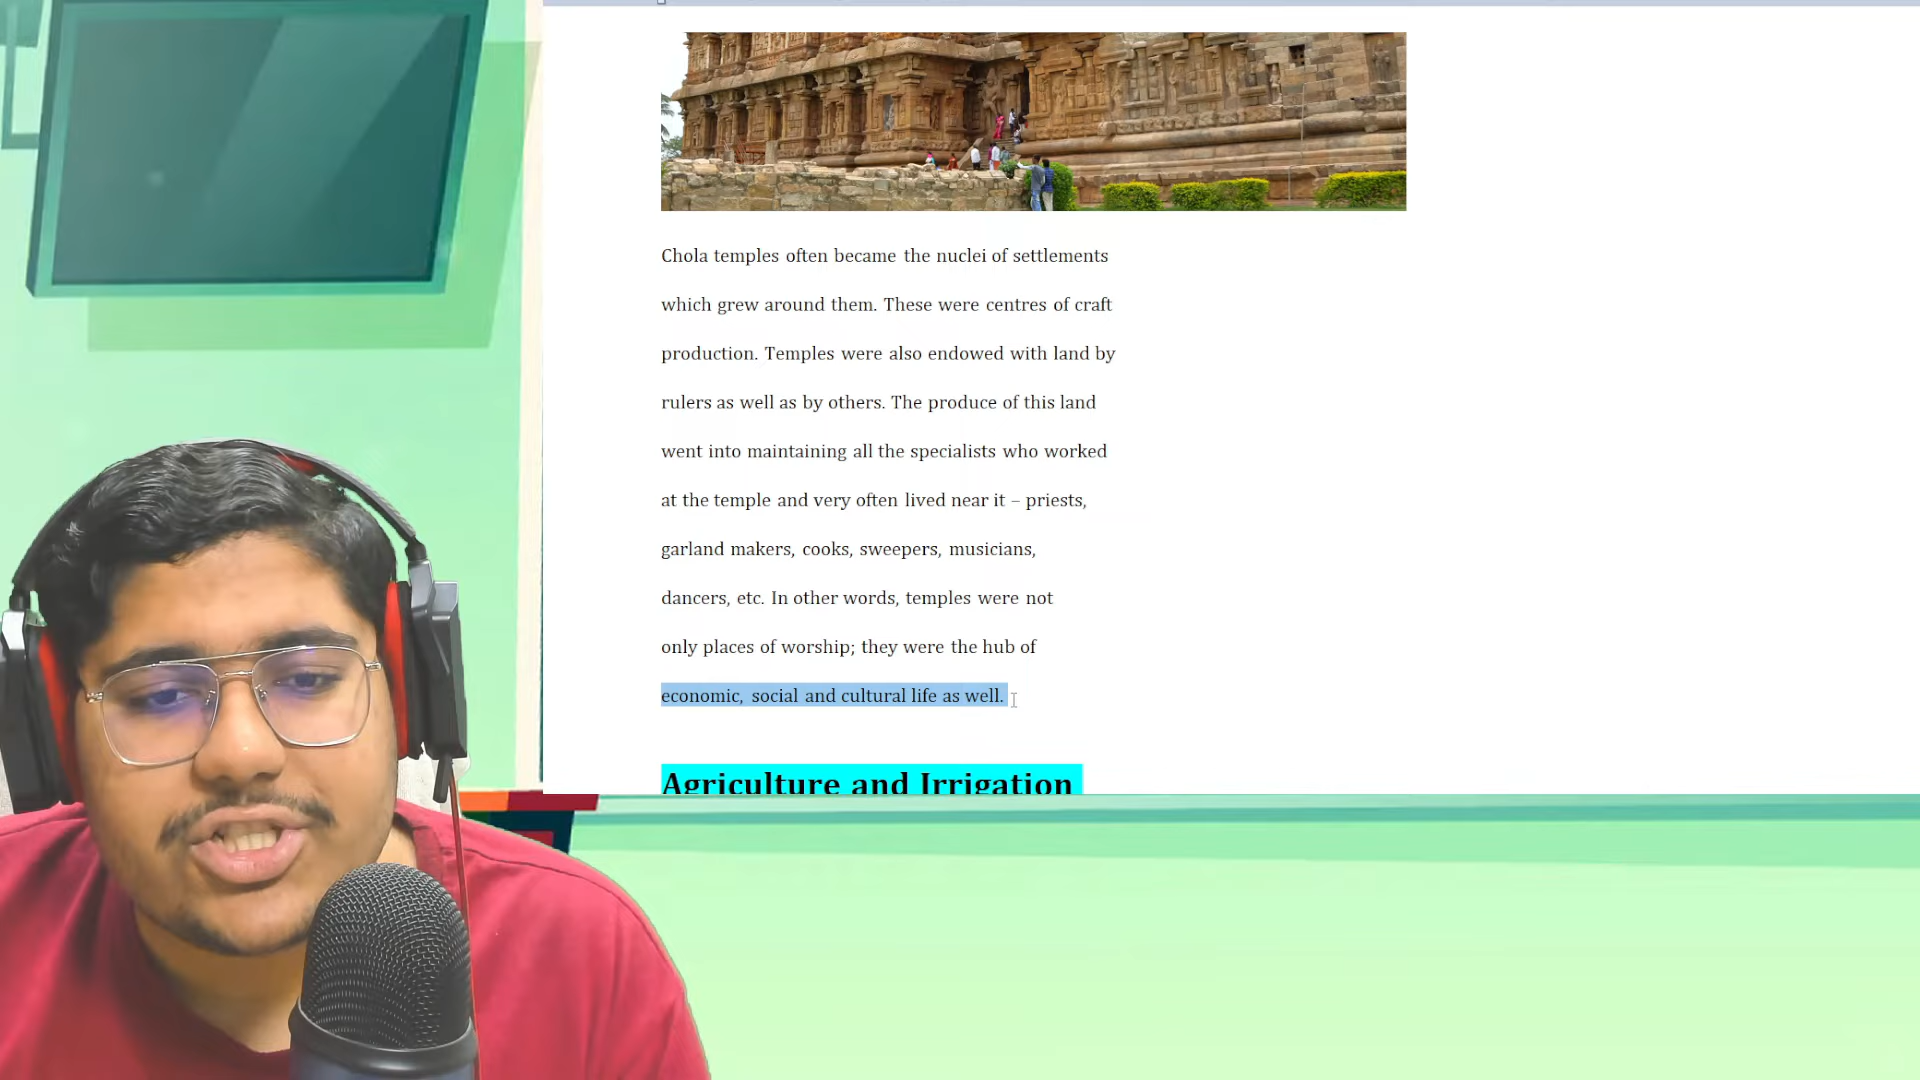 Chola temples often became the nuclei of settlements
which grew around them. These were centres of craft
production. Temples were also endowed with land by
rulers as well as by others. The produce of this land
went into maintaining all the specialists who worked
at the temple and very often lived near it – priests,
garland makers, cooks, sweepers, musicians,
dancers, etc. In other words, temples were not
only places of worship; they were the hub of
economic, social and cultural life as well.
Agriculture and Irrigation